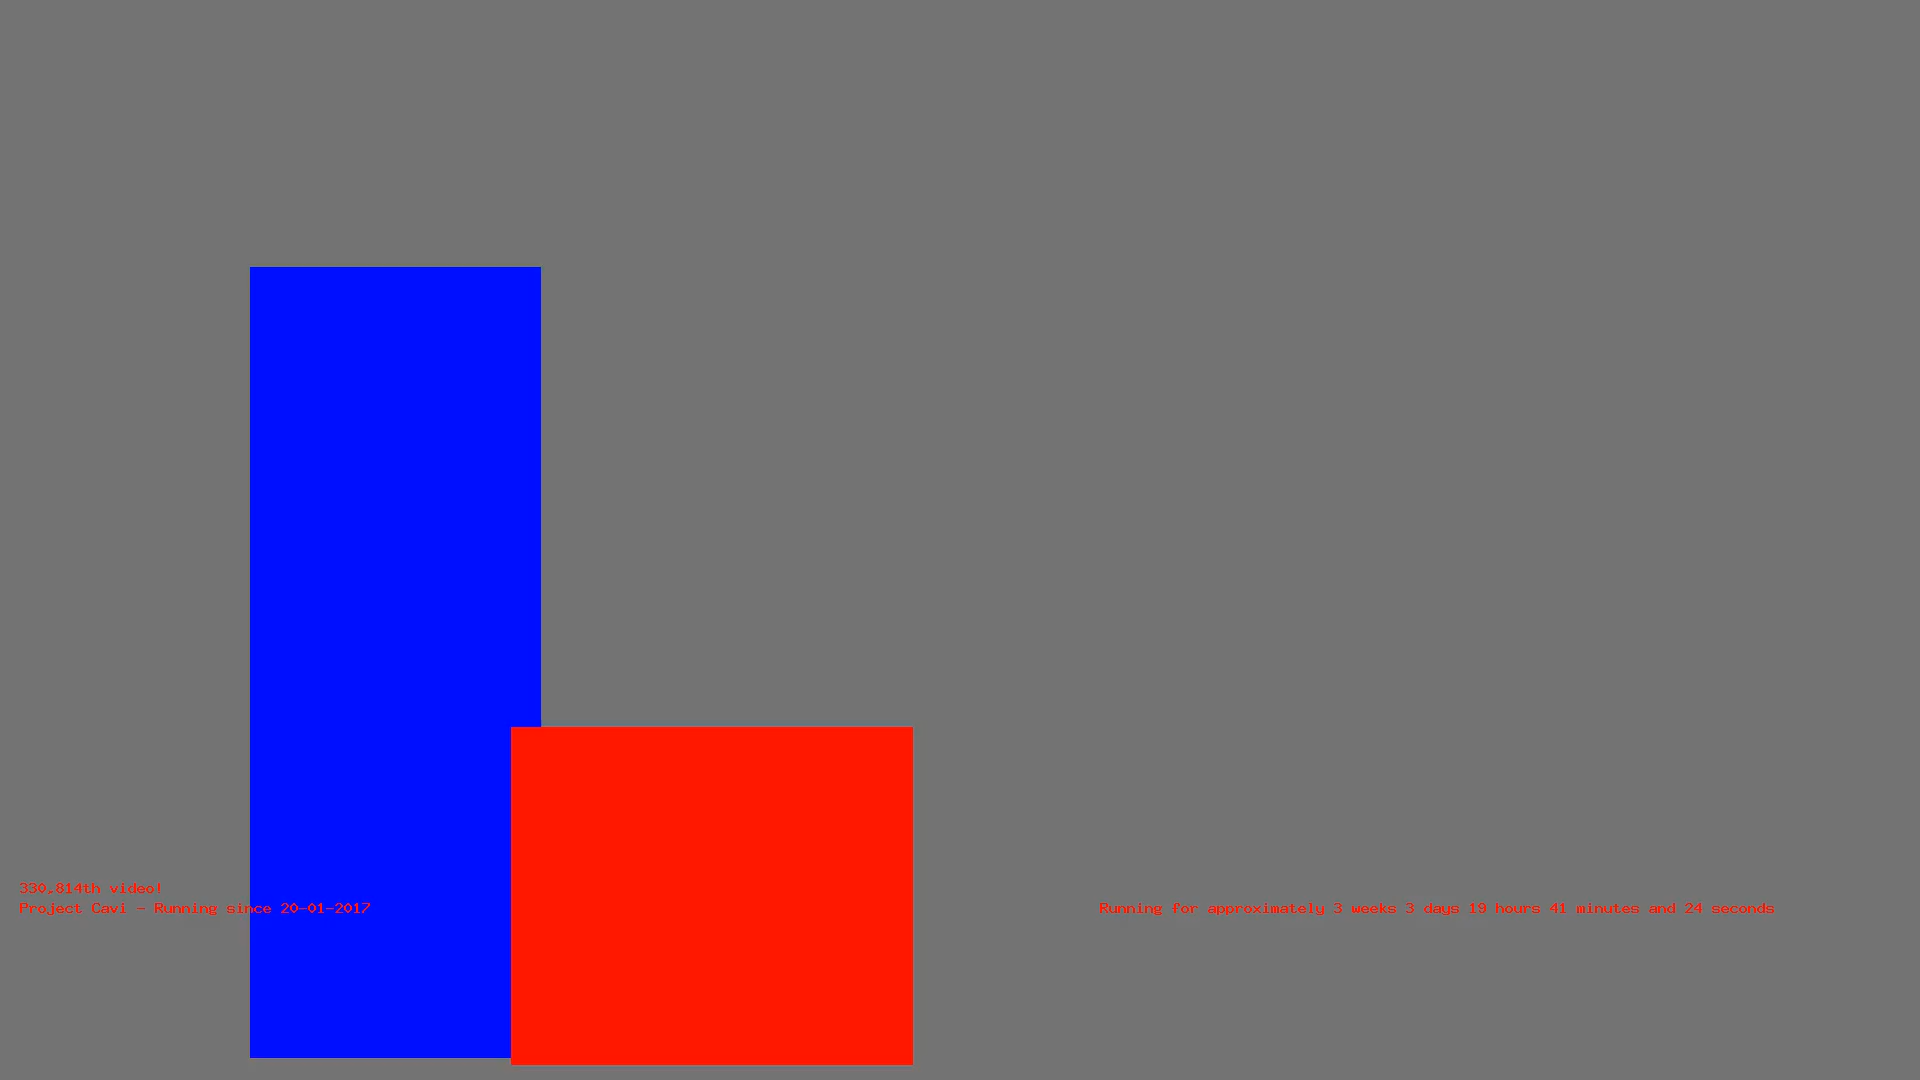 330,814th video!
Project Cavi - Running since 20-01-2017
Running for approximately 3 weeks 3 days 19 hours 41 minutes and 24 seconds